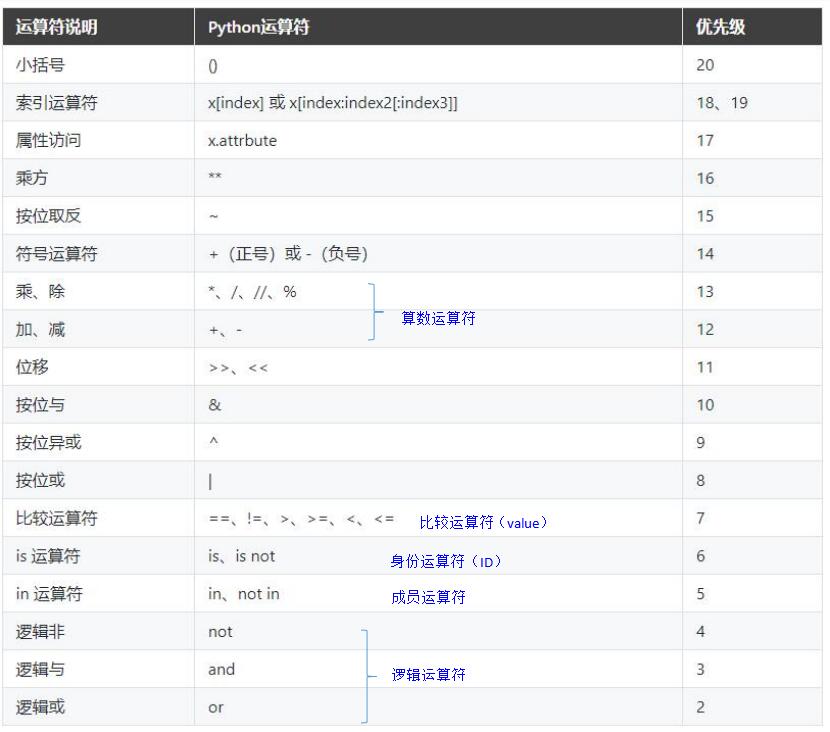 运算符说明 Python运算符 优先级
小括号 () 20
索引运算符 x[index] 或 x[index:index2[:index3]] 18、19
属性访问 x.attrbute 17
乘方 ** 16
按位取反 ~ 15
符号运算符 +（正号）或 -（负号） 14
乘、除 *、/、//、% 13
算数运算符
加、减 +、- 12
位移 >>、<< 11
按位与 & 10
按位异或 ^ 9
按位或 | 8
比较运算符 ==、!=、>、>=、<、<= 比较运算符（value） 7
is 运算符 is、is not 身份运算符（ID） 6
in 运算符 in、not in 成员运算符 5
逻辑非 not 4
逻辑与 and 逻辑运算符 3
逻辑或 or 2